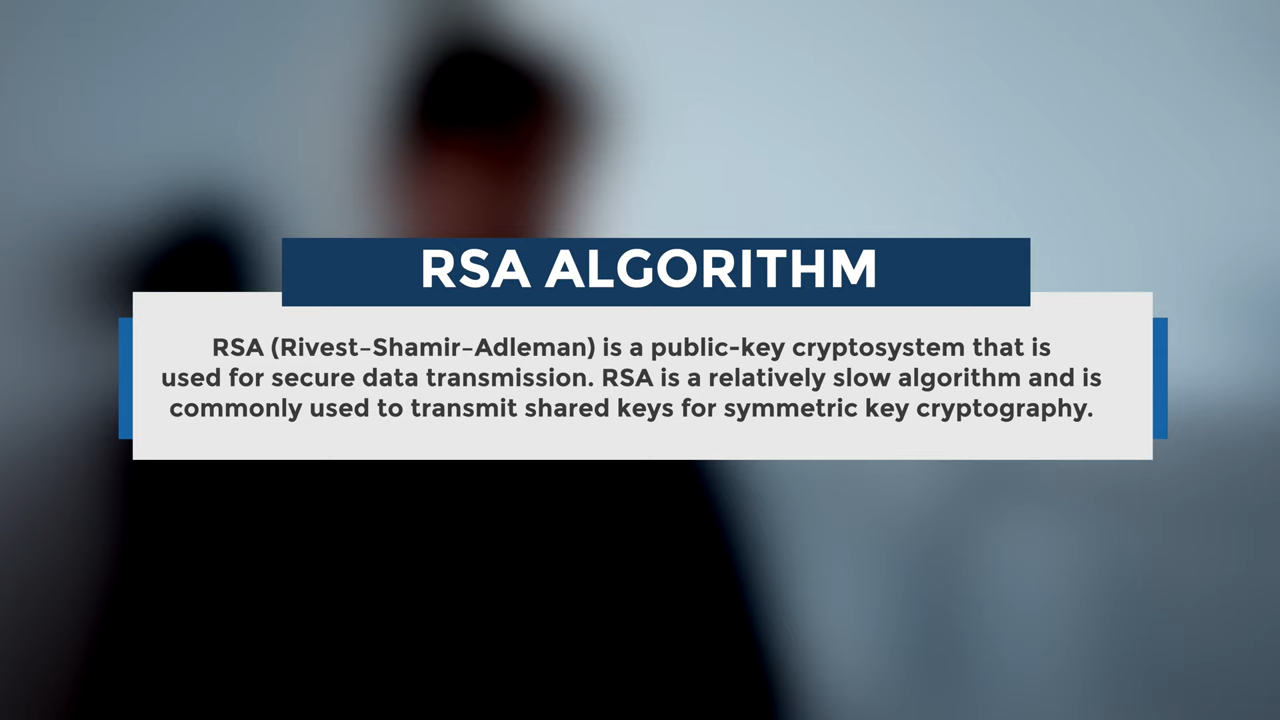 RSA ALGORITHM
RSA (Rivest–Shamir–Adleman) is a public-key cryptosystem that is
used for secure data transmission. RSA is a relatively slow algorithm and is
commonly used to transmit shared keys for symmetric key cryptography.